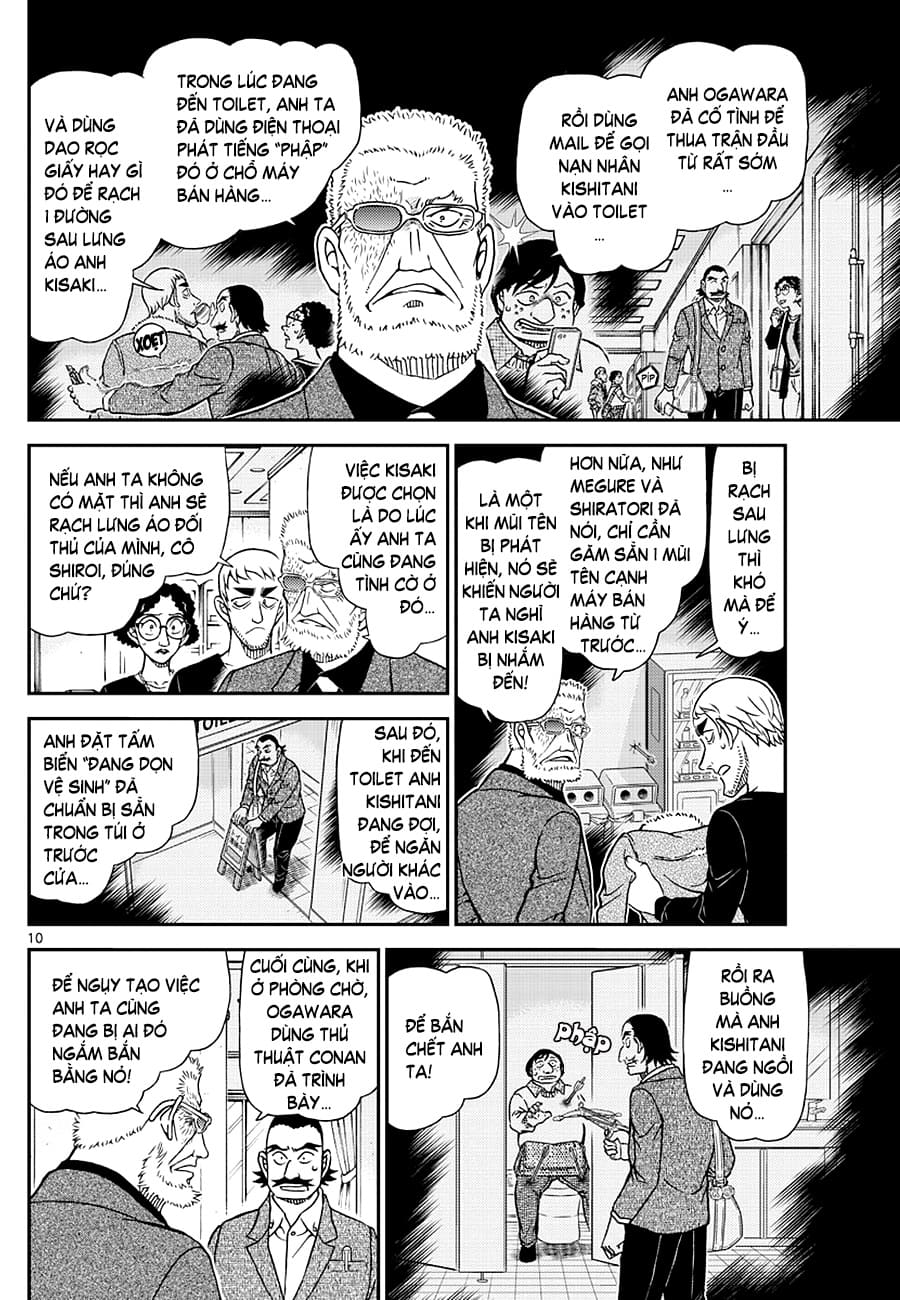 ANH OGAWARA
ĐÃ CỐ TÌNH ĐỂ
THUA TRẬN ĐẦU
TỪ RẤT SỚM
...
RỒI DÙNG
MAIL ĐỂ GỌI
NẠN NHÂN
KISHITANI
VÀO TOILET
...
PÍP
TRONG LÚC ĐANG
ĐẾN TOILET, ANH TA
ĐÃ DÙNG ĐIỆN THOẠI
PHÁT TIẾNG "PHẬP"
ĐÓ Ở CHỔ MÁY
BÁN HÀNG...
VÀ DÙNG
DAO RỌC
GIẤY HAY GÌ
ĐÓ ĐỂ RẠCH
1 ĐƯỜNG
SAU LƯNG
ÁO ANH
KISAKI...
XOẸT
BỊ
RẠCH
SAU
LƯNG
THÌ
KHÓ
MÀ ĐỂ
Ý...
HƠN NỮA, NHƯ
MEGURE VÀ
SHIRATORI ĐÃ
NÓI, CHỈ CẦN
GĂM SẴN 1 MŨI
TÊN CẠNH
MÁY BÁN
HÀNG TỪ
TRƯỚC...
LÀ MỘT
KHI MŨI TÊN
BỊ PHÁT
HIỆN, NÓ SẼ
KHIẾN NGƯỜI
TA NGHĨ
ANH KISAKI
BỊ NHẮM
ĐẾN!
VIỆC KISAKI
ĐƯỢC CHỌN
LÀ DO LÚC
ẤY ANH TA
CŨNG ĐANG
TÌNH CỜ Ở
ĐÓ...
NẾU ANH TA KHÔNG
CÓ MẶT THÌ ANH SẼ
RẠCH LƯNG ÁO ĐỐI
THỦ CỦA MÌNH, CÔ
SHIROI, ĐÚNG
CHỨ?
SAU ĐÓ,
KHI ĐẾN
TOILET ANH
KISHITANI
ĐANG ĐỢI,
ĐỂ NGĂN
NGƯỜI KHÁC
VÀO...
ANH ĐẶT TẤM
BIỂN "ĐANG DỌN
VỆ SINH" ĐÃ
CHUẨN BỊ SẴN
TRONG TÚI Ở
TRƯỚC
CỬA...
10
RỒI RA
BUỒNG
MÀ ANH
KISHITANI
ĐANG NGỒI
VÀ DÙNG
NÓ...
ĐỂ BẮN
CHẾT ANH
TA!
PHẬP
CUỐI CÙNG, KHI
Ở PHÒNG CHỜ,
OGAWARA
DÙNG THỦ
THUẬT CONAN
ĐÃ TRÌNH
BÀY...
ĐỂ NGỤY TẠO VIỆC
ANH TA CŨNG
ĐANG BỊ AI ĐÓ
NGẮM BẮN
BẰNG NÓ!